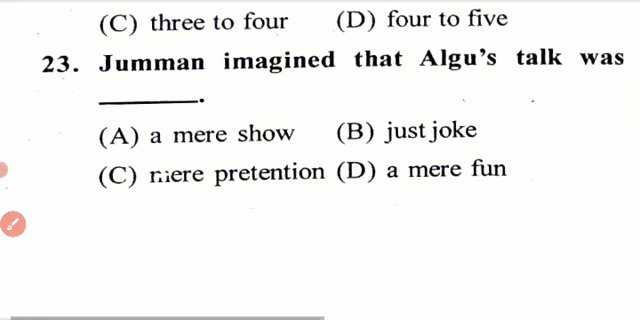 (C) three to four (D) four to five
23. Jumman imagined that Algu's talk was
________.
(A) a mere show (B) just joke
(C) mere pretention (D) a mere fun